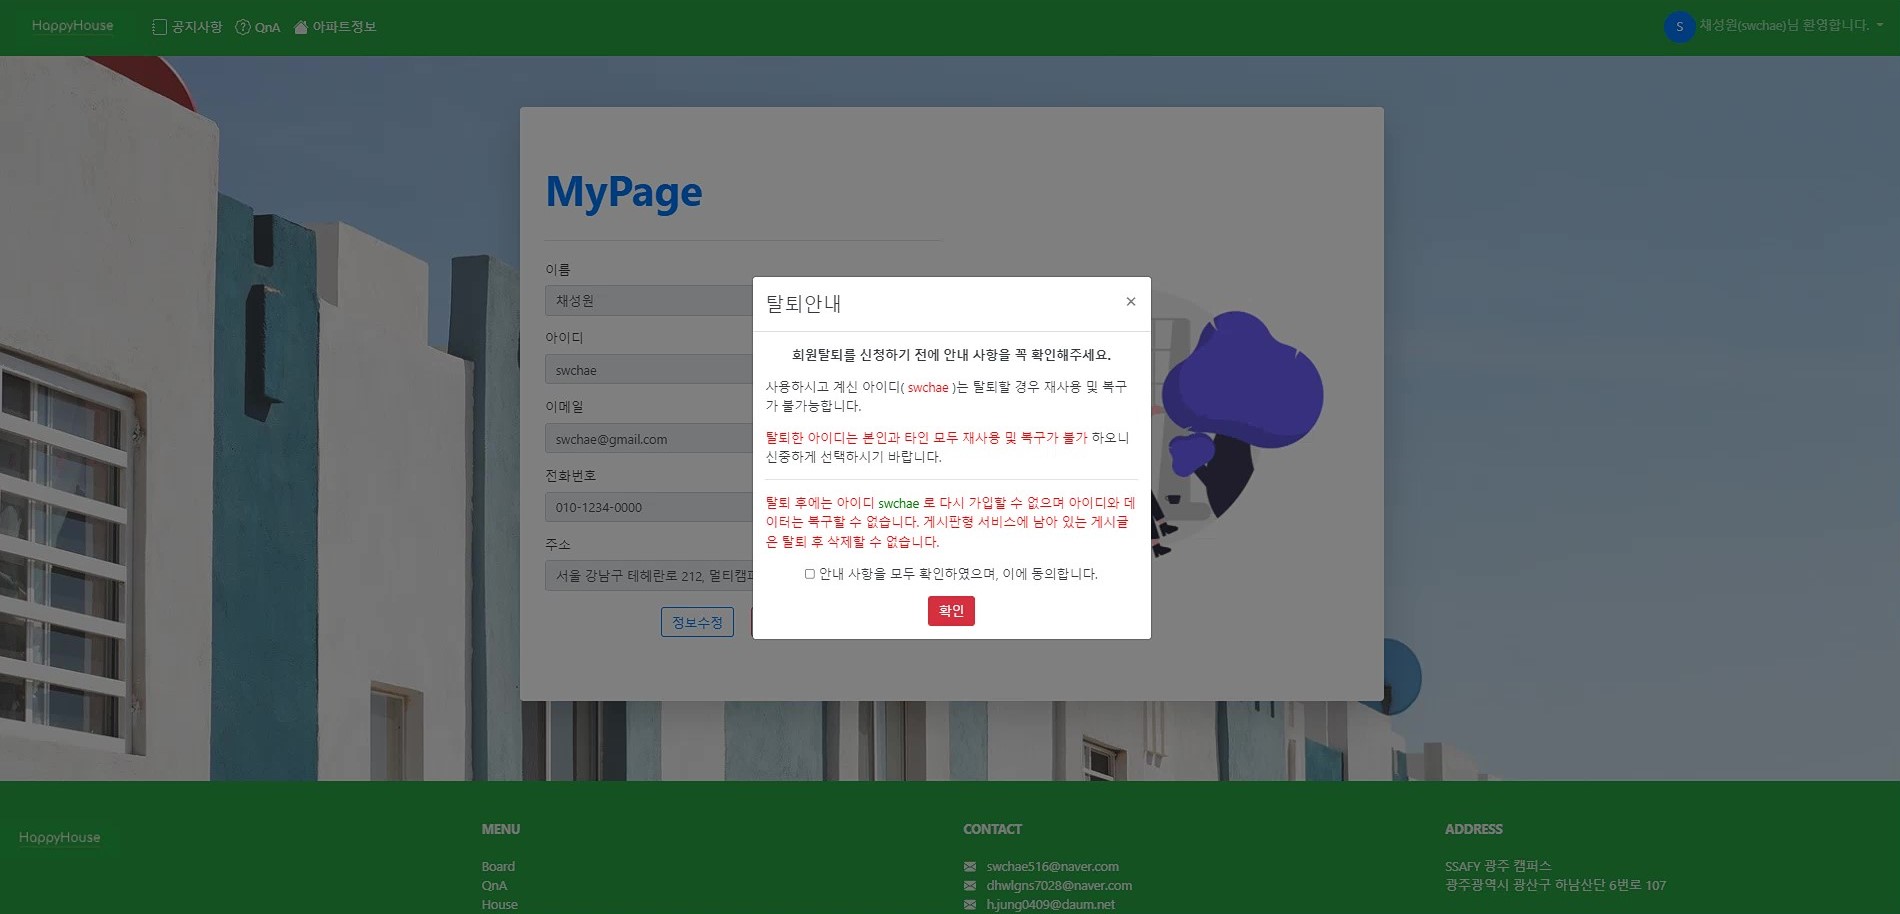 HappyHouse
공지사항
QnA
아파트정보
S
채성원(swchae)님 환영합니다.
MyPage
이름
채성원
아이디
swchae
이메일
swchae@gmail.com
전화번호
010-1234-0000
주소
서울 강남구 테헤란로 212, 멀티캠퍼
정보수정
탈퇴안내
×
회원탈퇴를 신청하기 전에 안내 사항을 꼭 확인해주세요.
사용하시고 계신 아이디( swchae )는 탈퇴할 경우 재사용 및 복구
가 불가능합니다.
탈퇴한 아이디는 본인과 타인 모두 재사용 및 복구가 불가 하오니
신중하게 선택하시기 바랍니다.
탈퇴 후에는 아이디 swchae 로 다시 가입할 수 없으며 아이디와 데
이터는 복구할 수 없습니다. 게시판형 서비스에 남아 있는 게시글
은 탈퇴 후 삭제할 수 없습니다.
안내 사항을 모두 확인하였으며, 이에 동의합니다.
확인
HappyHouse
MENU
Board
QnA
House
CONTACT
swchae516@naver.com
dhwlgns7028@naver.com
h.jung0409@daum.net
ADDRESS
SSAFY 광주 캠퍼스
광주광역시 광산구 하남산단 6번로 107